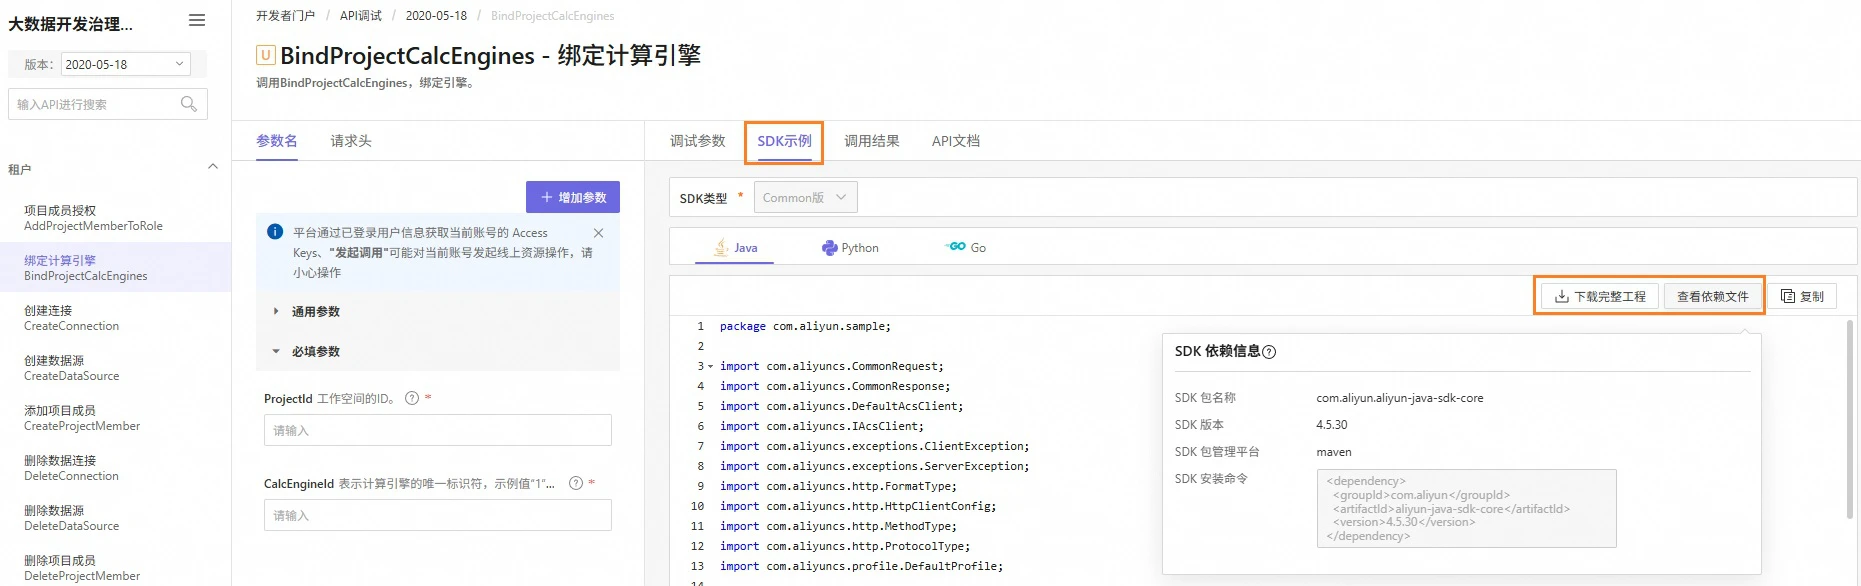 大数据开发治理...
版本：
2020-05-18
输入API进行搜索
租户
项目成员授权
AddProjectMemberToRole
绑定计算引擎
BindProjectCalcEngines
创建连接
CreateConnection
创建数据源
CreateDataSource
添加项目成员
CreateProjectMember
删除数据连接
DeleteConnection
删除数据源
DeleteDataSource
删除项目成员
DeleteProjectMember
开发者门户 / API调试 / 2020-05-18 / BindProjectCalcEngines
U BindProjectCalcEngines - 绑定计算引擎
调用BindProjectCalcEngines，绑定引擎。
参数名 请求头
＋ 增加参数
平台通过已登录用户信息获取当前账号的 Access
Keys、"发起调用"可能对当前账号发起线上资源操作，请
小心操作
通用参数
必填参数
ProjectId 工作空间的ID。 ? *
请输入
CalcEngineId 表示计算引擎的唯一标识符，示例值"1"... ? *
请输入
调试参数 SDK示例 调用结果 API文档
SDK类型 * Common版
Java Python GO Go
下载完整工程 查看依赖文件 复制
1 package com.aliyun.sample;
2
3 import com.aliyuncs.CommonRequest;
4 import com.aliyuncs.CommonResponse;
5 import com.aliyuncs.DefaultAcsClient;
6 import com.aliyuncs.IAcsClient;
7 import com.aliyuncs.exceptions.ClientException;
8 import com.aliyuncs.exceptions.ServerException;
9 import com.aliyuncs.http.FormatType;
10 import com.aliyuncs.http.HttpClientConfig;
11 import com.aliyuncs.http.MethodType;
12 import com.aliyuncs.http.ProtocolType;
13 import com.aliyuncs.profile.DefaultProfile;
14
SDK 依赖信息?
SDK 包名称 com.aliyun.aliyun-java-sdk-core
SDK 版本 4.5.30
SDK 包管理平台 maven
SDK 安装命令
<dependency>
<groupId>com.aliyun</groupId>
<artifactId>aliyun-java-sdk-core</artifactId>
<version>4.5.30</version>
</dependency>